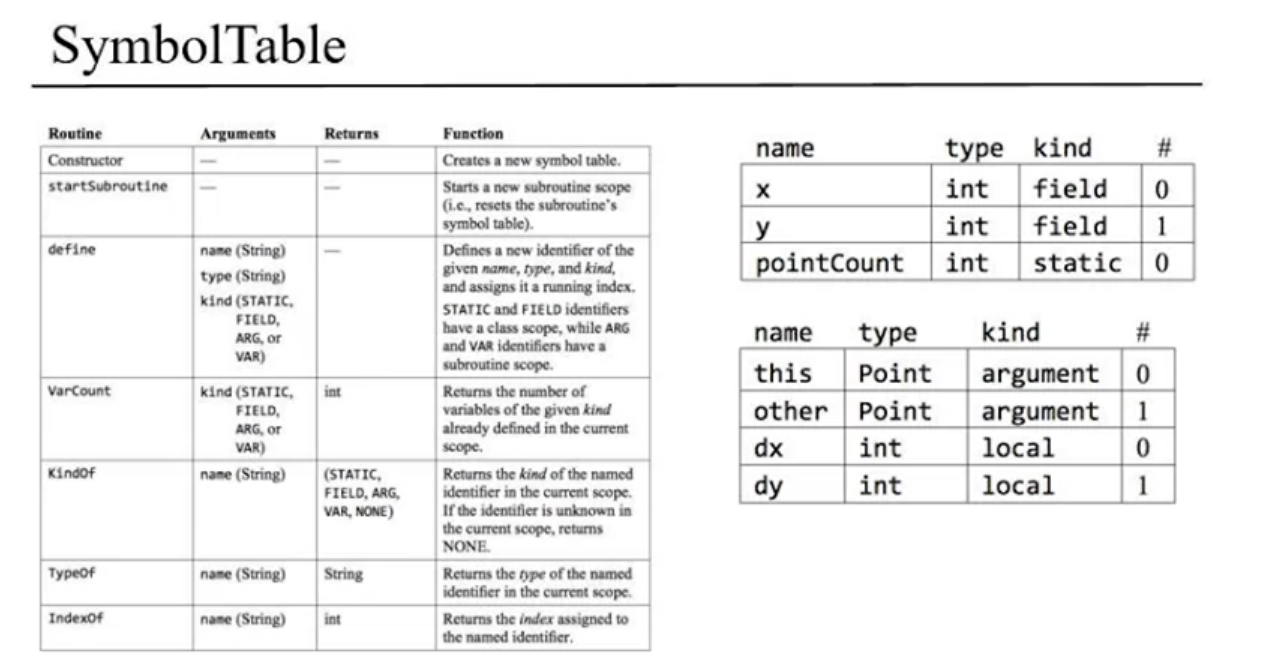 SymbolTable
Routine Arguments Returns Function
Constructor — — Creates a new symbol table.
startSubroutine — — Starts a new subroutine scope
(i.e., resets the subroutine's
symbol table).
define name (String) — Defines a new identifier of the
type (String) given name, type, and kind,
kind (STATIC, and assigns it a running index.
FIELD, STATIC and FIELD identifiers
ARG, or have a class scope, while ARG
VAR) and VAR identifiers have a
subroutine scope.
VarCount kind (STATIC, int Returns the number of
FIELD, variables of the given kind
ARG, or already defined in the current
VAR) scope.
KindOf name (String) (STATIC, Returns the kind of the named
FIELD, ARG, identifier in the current scope.
VAR, NONE) If the identifier is unknown in
the current scope, returns
NONE.
TypeOf name (String) String Returns the type of the named
identifier in the current scope.
IndexOf name (String) int Returns the index assigned to
the named identifier.
name type kind #
x int field 0
y int field 1
pointCount int static 0
name type kind #
this Point argument 0
other Point argument 1
dx int local 0
dy int local 1